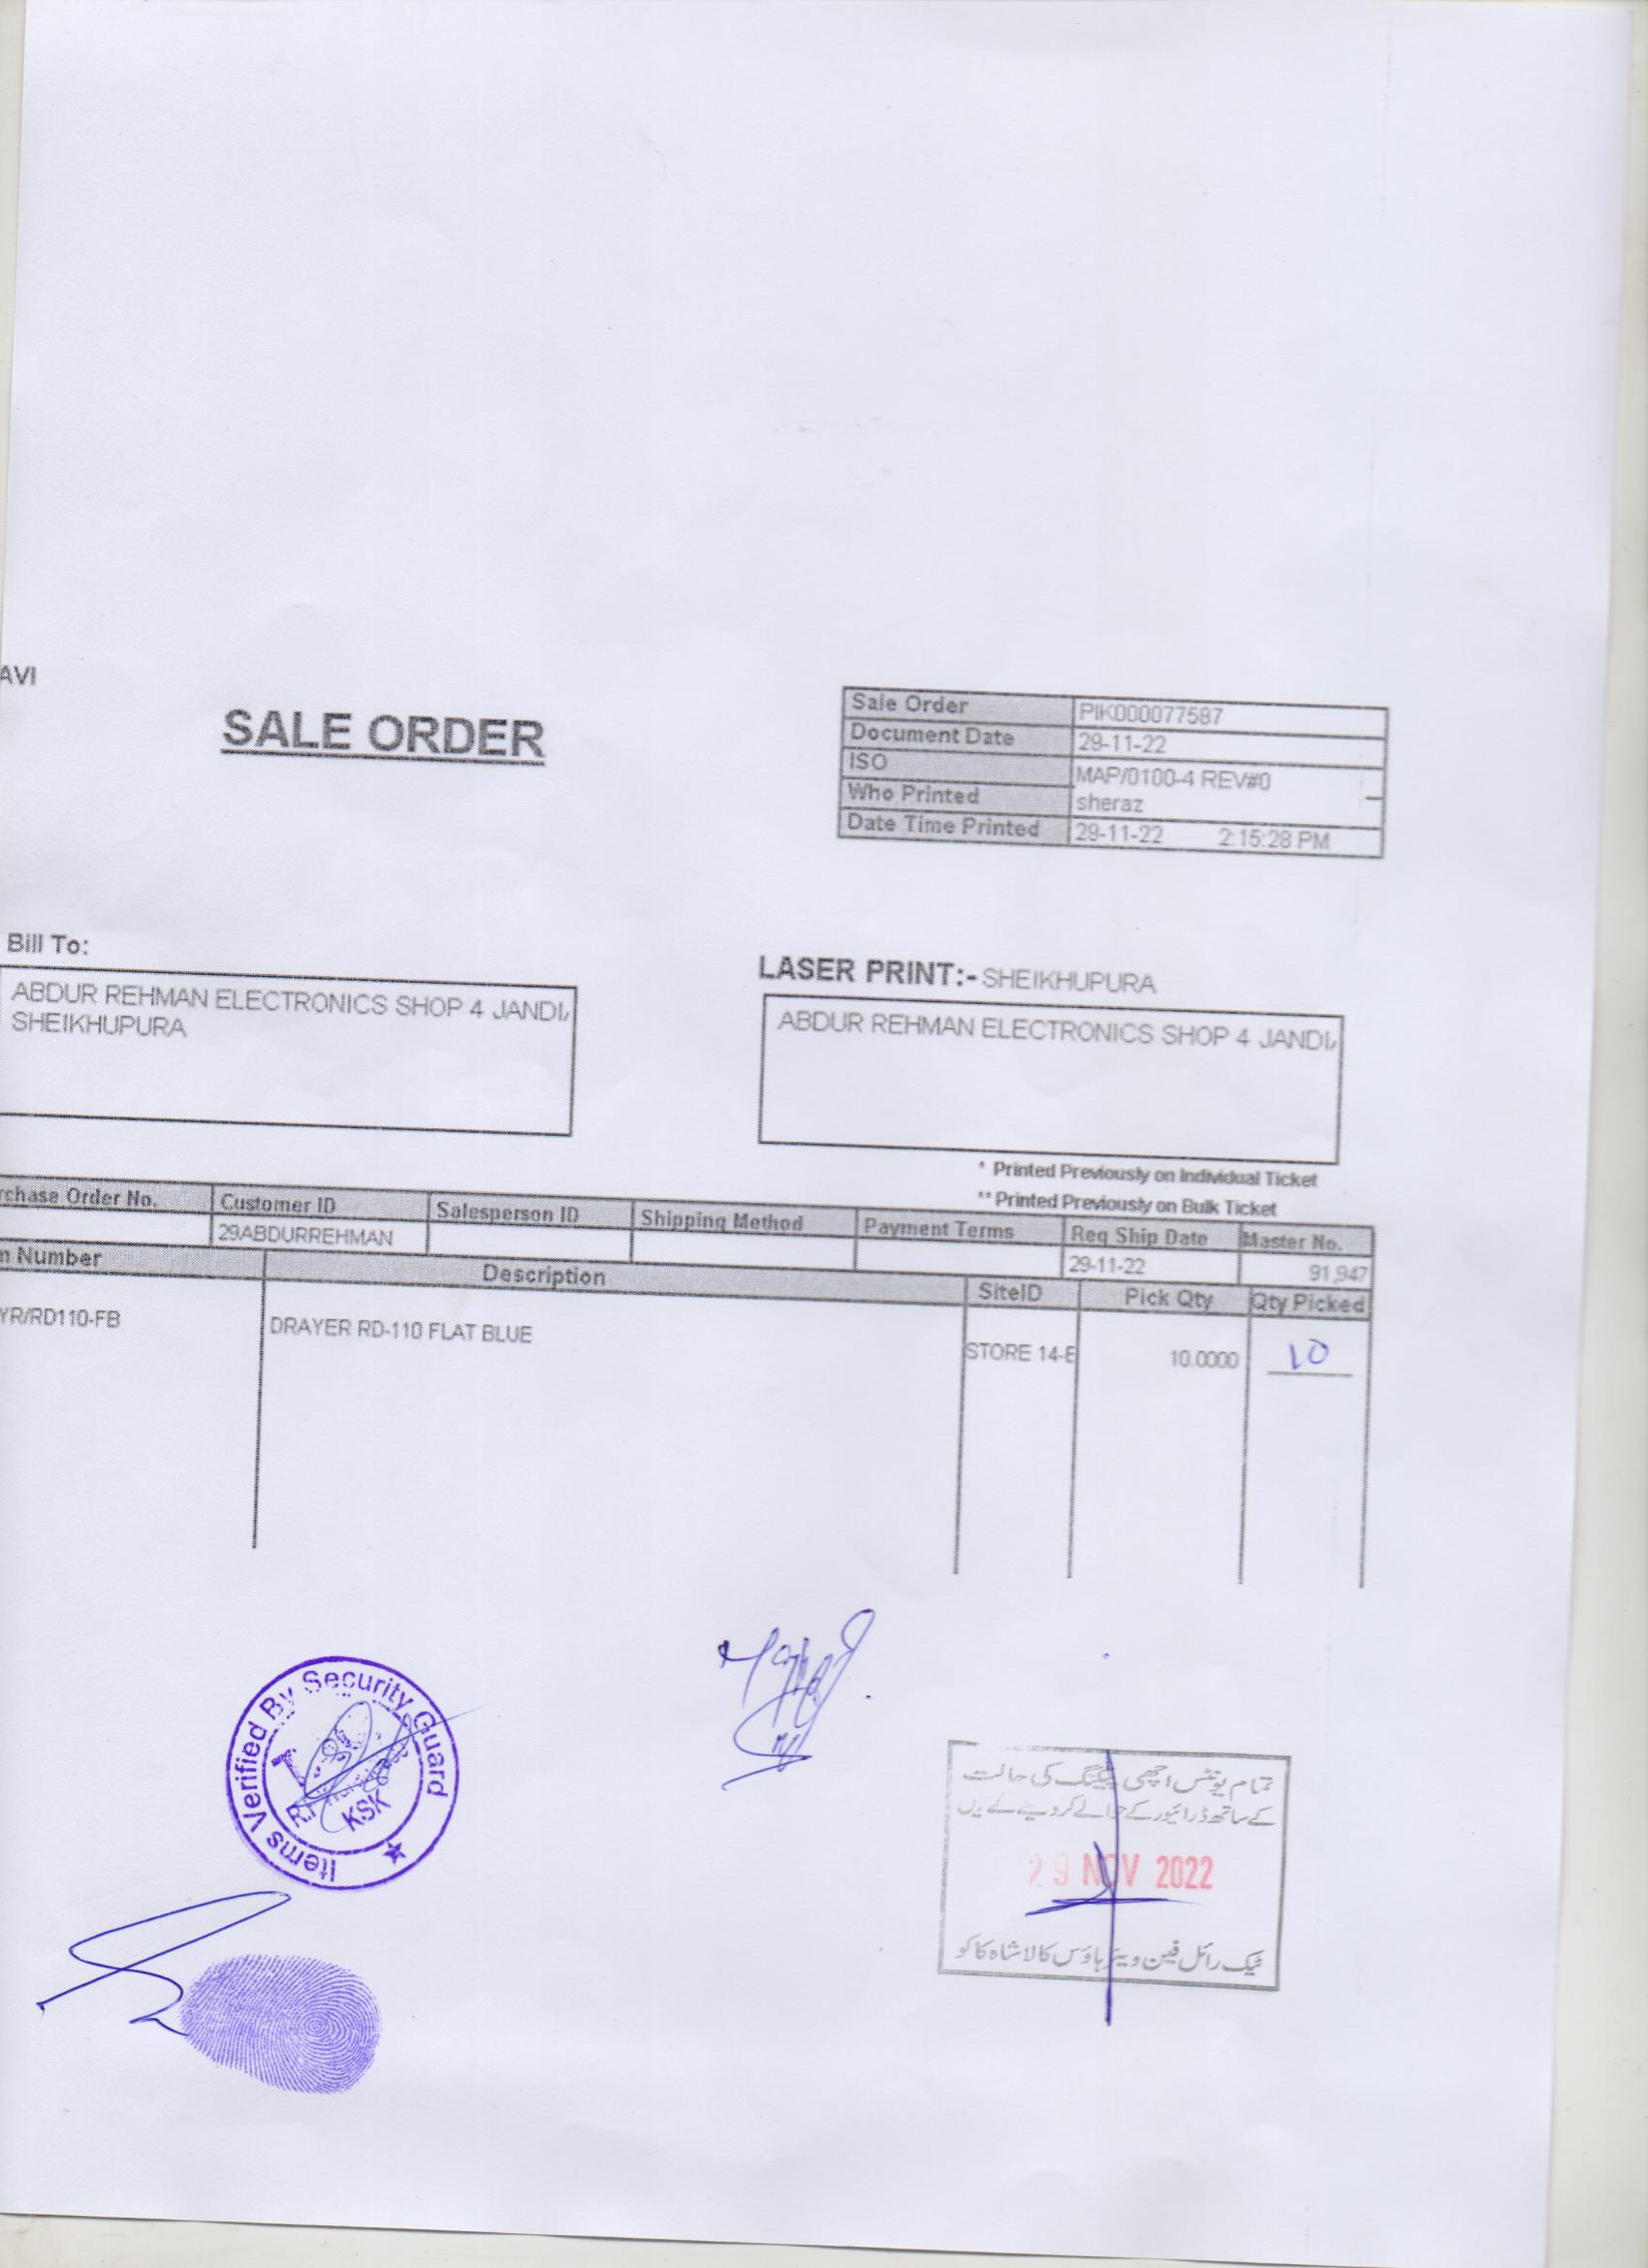 AVI
SALE ORDER
Sale Order PIK000077587
Document Date 29-11-22
ISO MAP/0100-4 REV#0
Who Printed sheraz
Date Time Printed 29-11-22 2:15:28 PM
Bill To:
ABDUR REHMAN ELECTRONICS SHOP 4 JANDI
SHEIKHUPURA
LASER PRINT:- SHEIKHUPURA
ABDUR REHMAN ELECTRONICS SHOP 4 JANDI
* Printed Previously on Individual Ticket
** Printed Previously on Bulk Ticket
rchase Order No. Customer ID Salesperson ID Shipping Method Payment Terms Req Ship Date Master No.
29ABDURREHMAN 29-11-22 91,947
m Number Description SiteID Pick Qty Qty Picked
YR/RD110-FB DRAYER RD-110 FLAT BLUE STORE 14-E 10.0000 10
Items Verified By Security Guard
KSK
تمام یونٹس اچھی پیکنگ کی حالت
کے ساتھ ڈرائیور کے حوالے کر دیئے گئے ہیں
29 NOV 2022
ٹیک رائل فین ویئر ہاؤس کالا شاہ کاکو